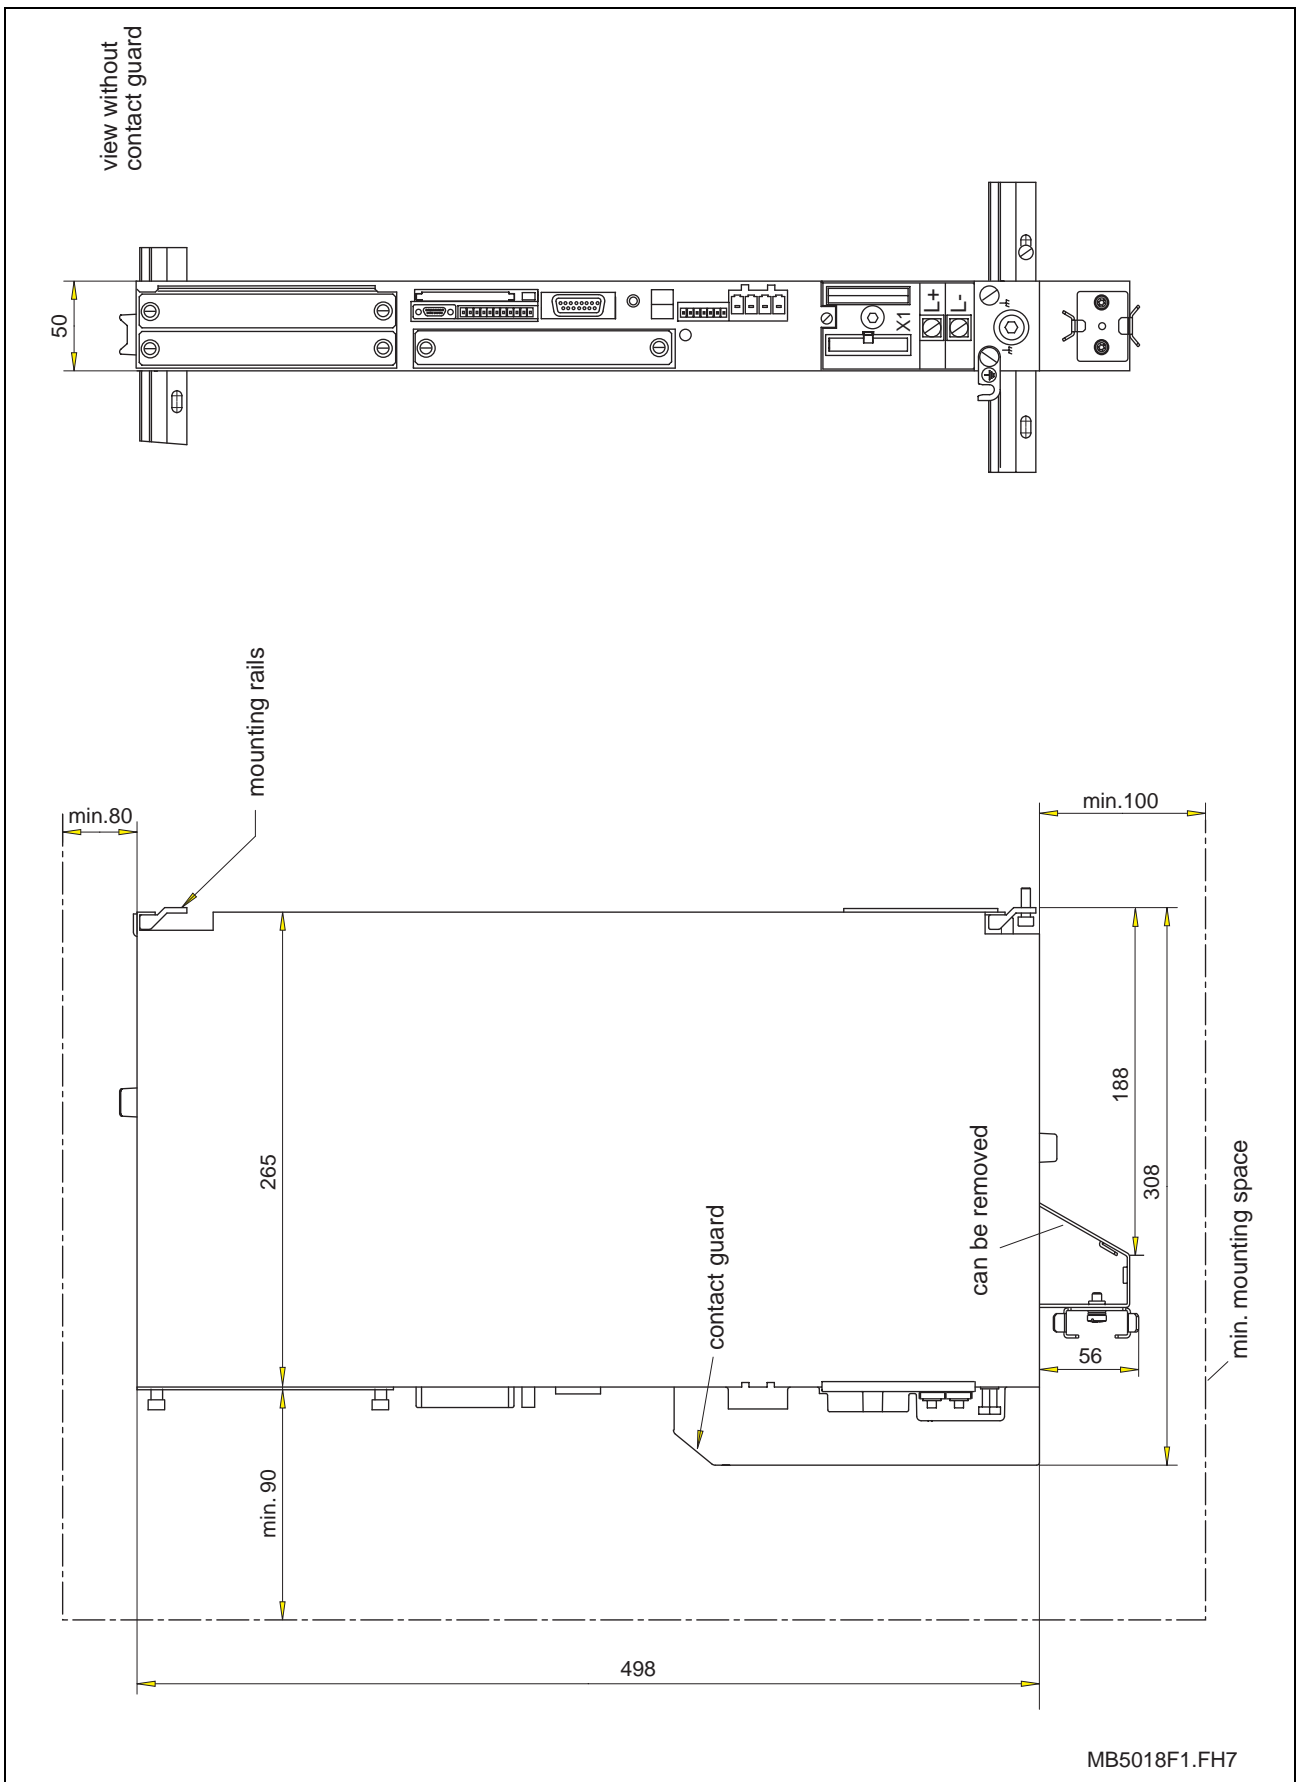 view without
contact guard
50
X1
L+
L-
mounting rails
min.80
min.100
265
188
308
can be removed
contact guard
min. mounting space
56
min. 90
498
MB5018F1.FH7